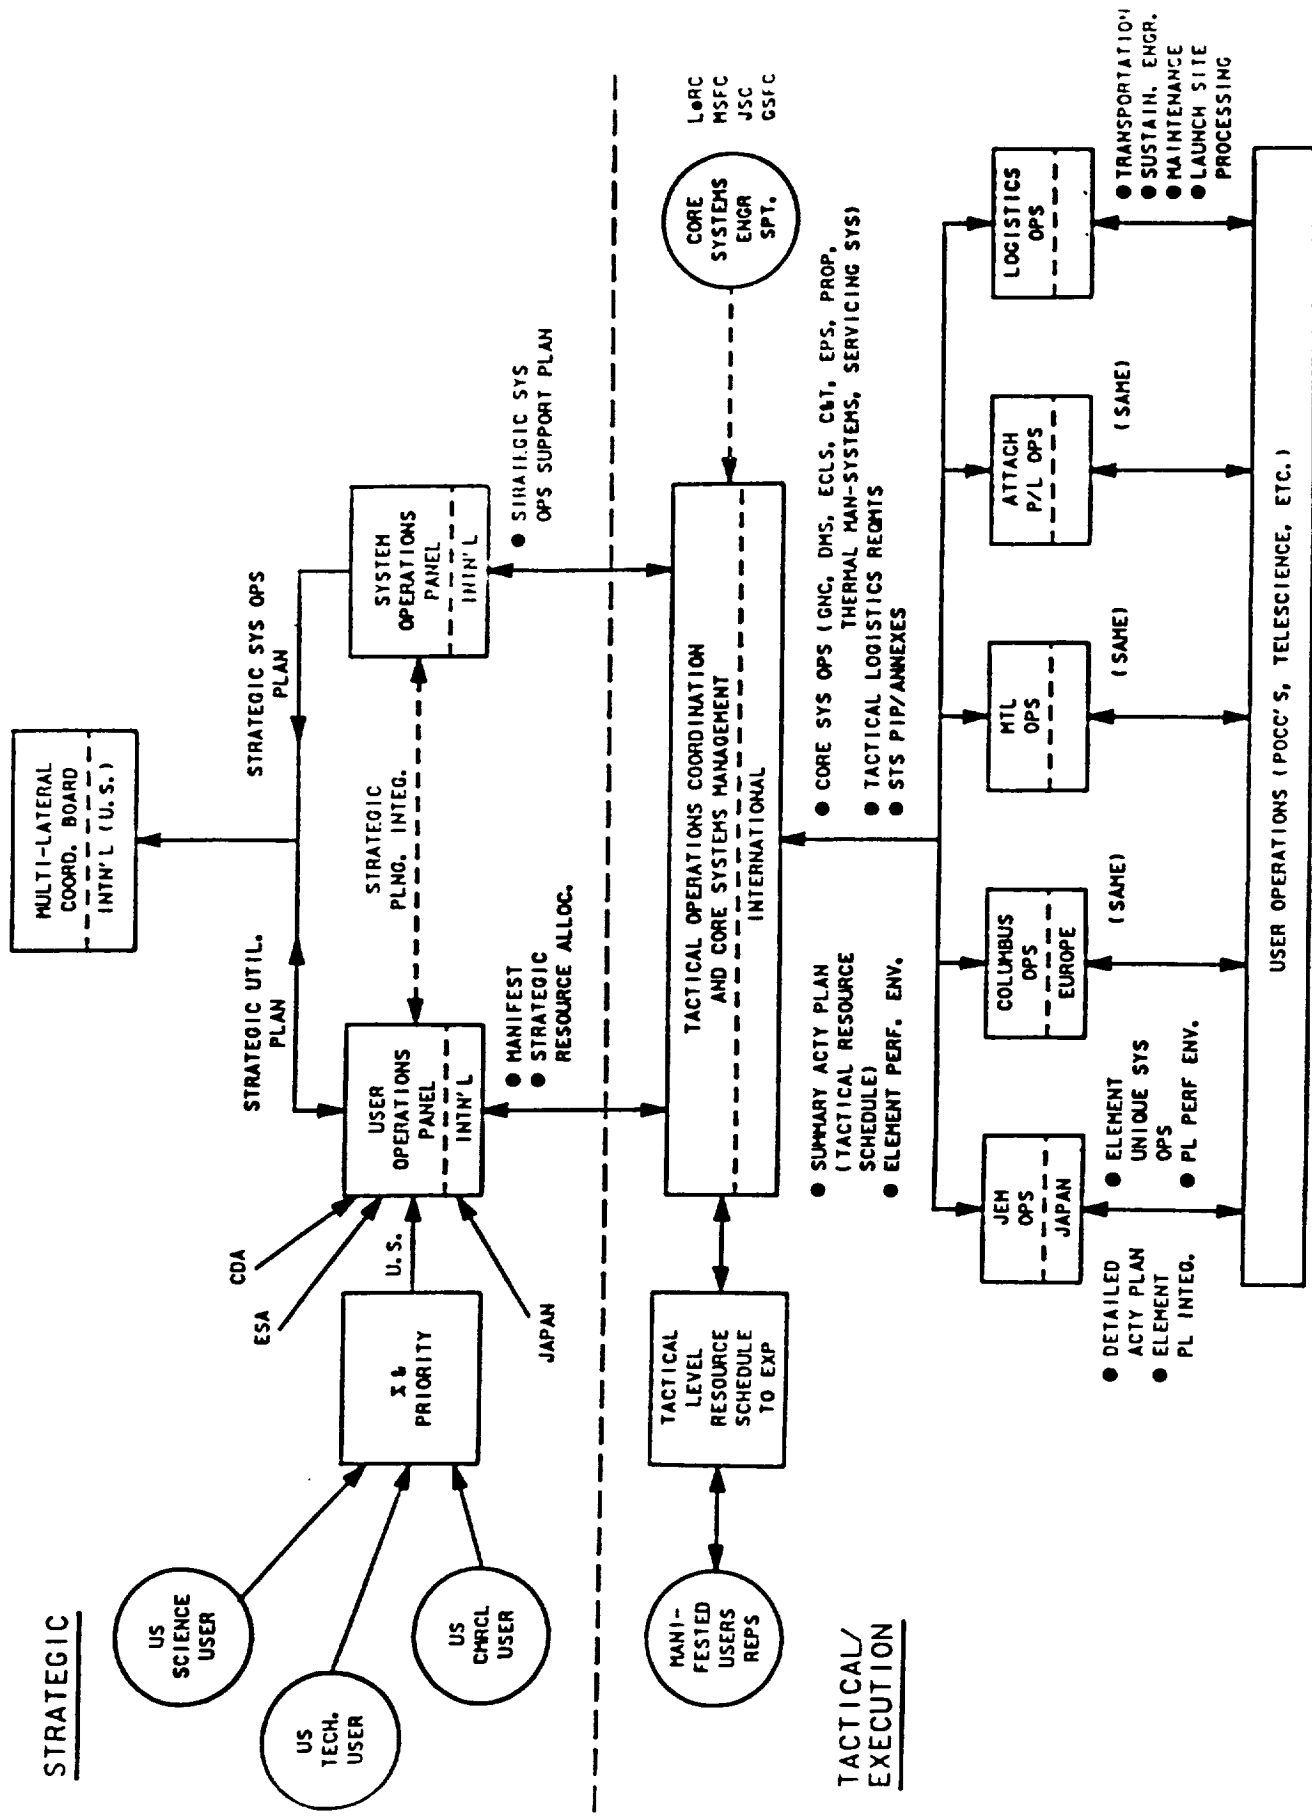 STRATEGIC
MULTI-LATERAL
COORD. BOARD
INTN'L (U.S.)
STRATEGIC UTIL.
PLAN
STRATEGIC SYS OPS
PLAN
US
SCIENCE
USER
US
TECH.
USER
US
CMRCL
USER
Σ &
PRIORITY
CDA
ESA
U.S.
JAPAN
USER
OPERATIONS
PANEL
INTN'L
STRATEGIC
PLNG. INTEG.
SYSTEM
OPERATIONS
PANEL
ININ'L
● MANIFEST
● STRATEGIC
RESOURCE ALLOC.
● STRATEGIC SYS
OPS SUPPORT PLAN
TACTICAL/
EXECUTION
MANI-
FESTED
USERS
REPS
TACTICAL
LEVEL
RESOURCE
SCHEDULE
TO EXP
TACTICAL OPERATIONS COORDINATION
AND CORE SYSTEMS MANAGEMENT
INTERNATIONAL
CORE
SYSTEMS
ENGR
SPT.
LeRC
MSFC
JSC
GSFC
● SUMMARY ACTY PLAN
(TACTICAL RESOURCE
SCHEDULE)
● ELEMENT PERF. ENV.
● CORE SYS OPS (GNC, DMS, ECLS, C&T, EPS, PROP,
THERMAL MAN-SYSTEMS, SERVICING SYS)
● TACTICAL LOGISTICS REQMTS
● STS PIP/ANNEXES
JEM
OPS
JAPAN
COLUMBUS
OPS
EUROPE
MTL
OPS
ATTACH
P/L OPS
LOGISTICS
OPS
● DETAILED
ACTY PLAN
● ELEMENT
PL INTEG.
● ELEMENT
UNIQUE SYS
OPS
● PL PERF ENV.
(SAME)
(SAME)
(SAME)
● TRANSPORTATION
● SUSTAIN. ENGR.
● MAINTENANCE
● LAUNCH SITE
PROCESSING
USER OPERATIONS (POCC'S, TELESCIENCE, ETC.)